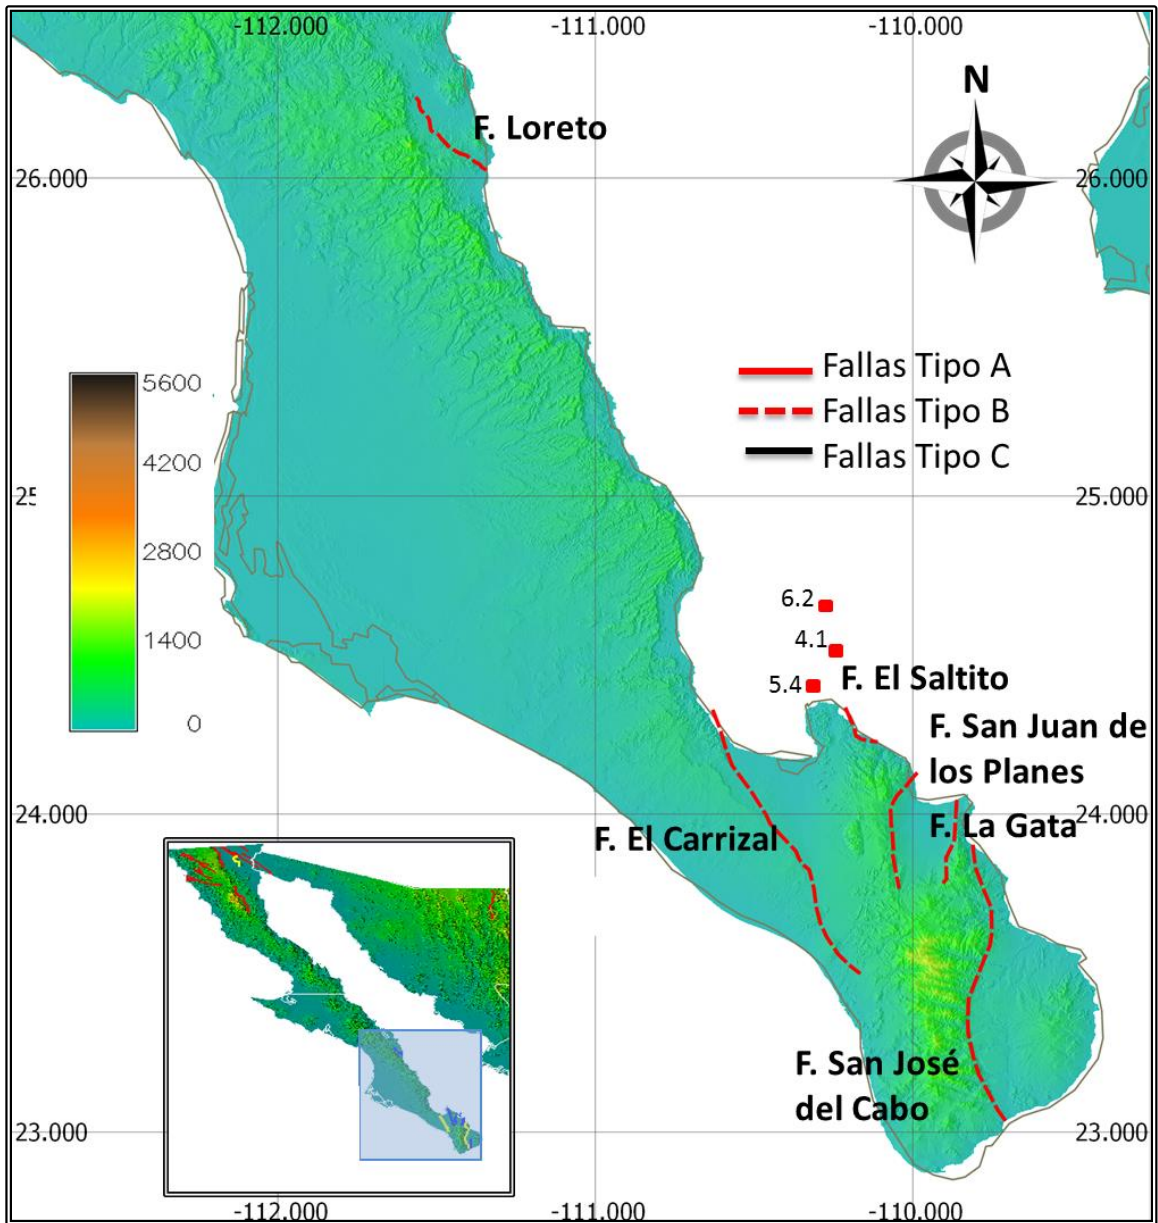 -112.000
-111.000
-110.000
N
F. Loreto
26.000
26.000
Fallas Tipo A
Fallas Tipo B
Fallas Tipo C
5600
4200
2800
1400
0
25.000
6.2
4.1
5.4
F. El Saltito
F. San Juan de
los Planes
24.000
24.000
F. La Gata
F. El Carrizal
F. San José
del Cabo
23.000
23.000
-112.000
-111.000
-110.000